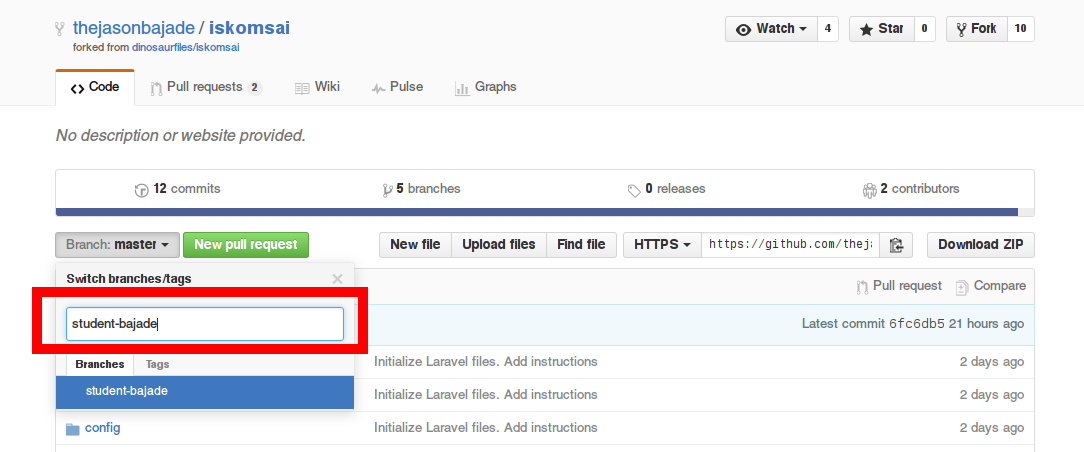 thejasonbajade / iskomsai
forked from dinosaurfiles/iskomsai
Watch 4 Star 0 Fork 10
Code Pull requests 2 Wiki Pulse Graphs
No description or website provided.
12 commits 5 branches 0 releases 2 contributors
Branch: master New pull request New file Upload files Find file HTTPS https://github.com/theja Download ZIP
Switch branches/tags
Pull request Compare
student-bajade
Latest commit 6fc6db5 21 hours ago
Branches Tags
Initialize Laravel files. Add instructions 2 days ago
student-bajade
Initialize Laravel files. Add instructions 2 days ago
config Initialize Laravel files. Add instructions 2 days ago